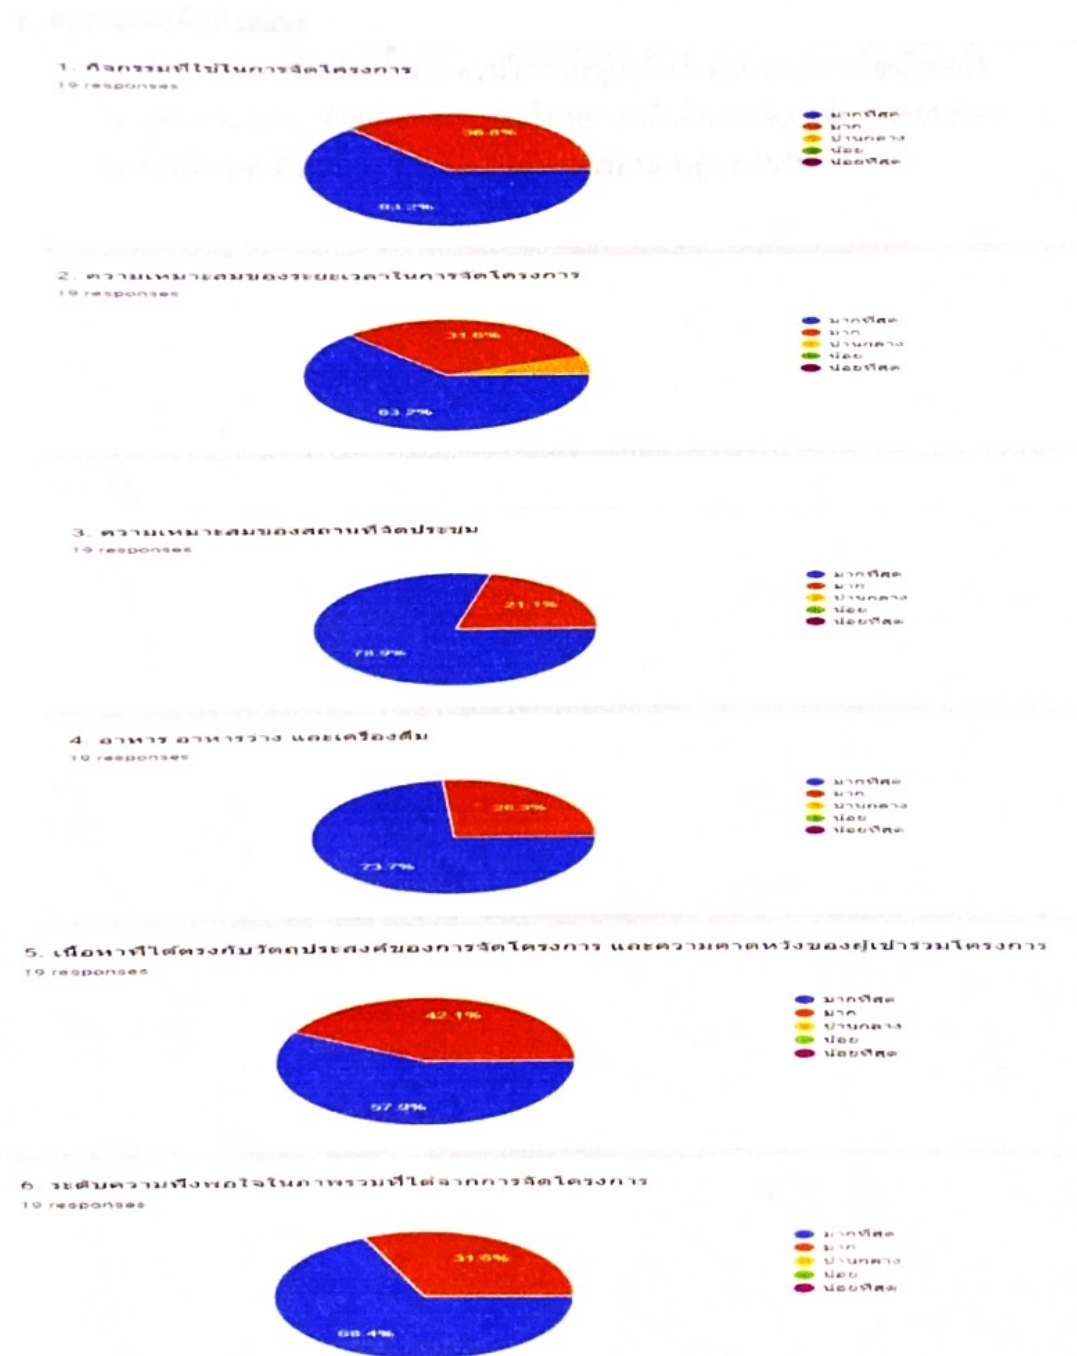 1. กิจกรรมที่ใช้ในการจัดโครงการ
19 responses
36.8%
63.2%
มากที่สุด
มาก
ปานกลาง
น้อย
น้อยที่สุด
2. ความเหมาะสมของระยะเวลาในการจัดโครงการ
19 responses
31.6%
63.2%
มากที่สุด
มาก
ปานกลาง
น้อย
น้อยที่สุด
3. ความเหมาะสมของสถานที่จัดประชุม
19 responses
21.1%
78.9%
มากที่สุด
มาก
ปานกลาง
น้อย
น้อยที่สุด
4. อาหาร อาหารว่าง และเครื่องดื่ม
19 responses
26.3%
73.7%
มากที่สุด
มาก
ปานกลาง
น้อย
น้อยที่สุด
5. เนื้อหาที่ได้ตรงกับวัตถุประสงค์ของการจัดโครงการ และความคาดหวังของผู้เข้าร่วมโครงการ
19 responses
42.1%
57.9%
มากที่สุด
มาก
ปานกลาง
น้อย
น้อยที่สุด
6. ระดับความพึงพอใจในภาพรวมที่ได้จากการจัดโครงการ
19 responses
31.6%
68.4%
มากที่สุด
มาก
ปานกลาง
น้อย
น้อยที่สุด